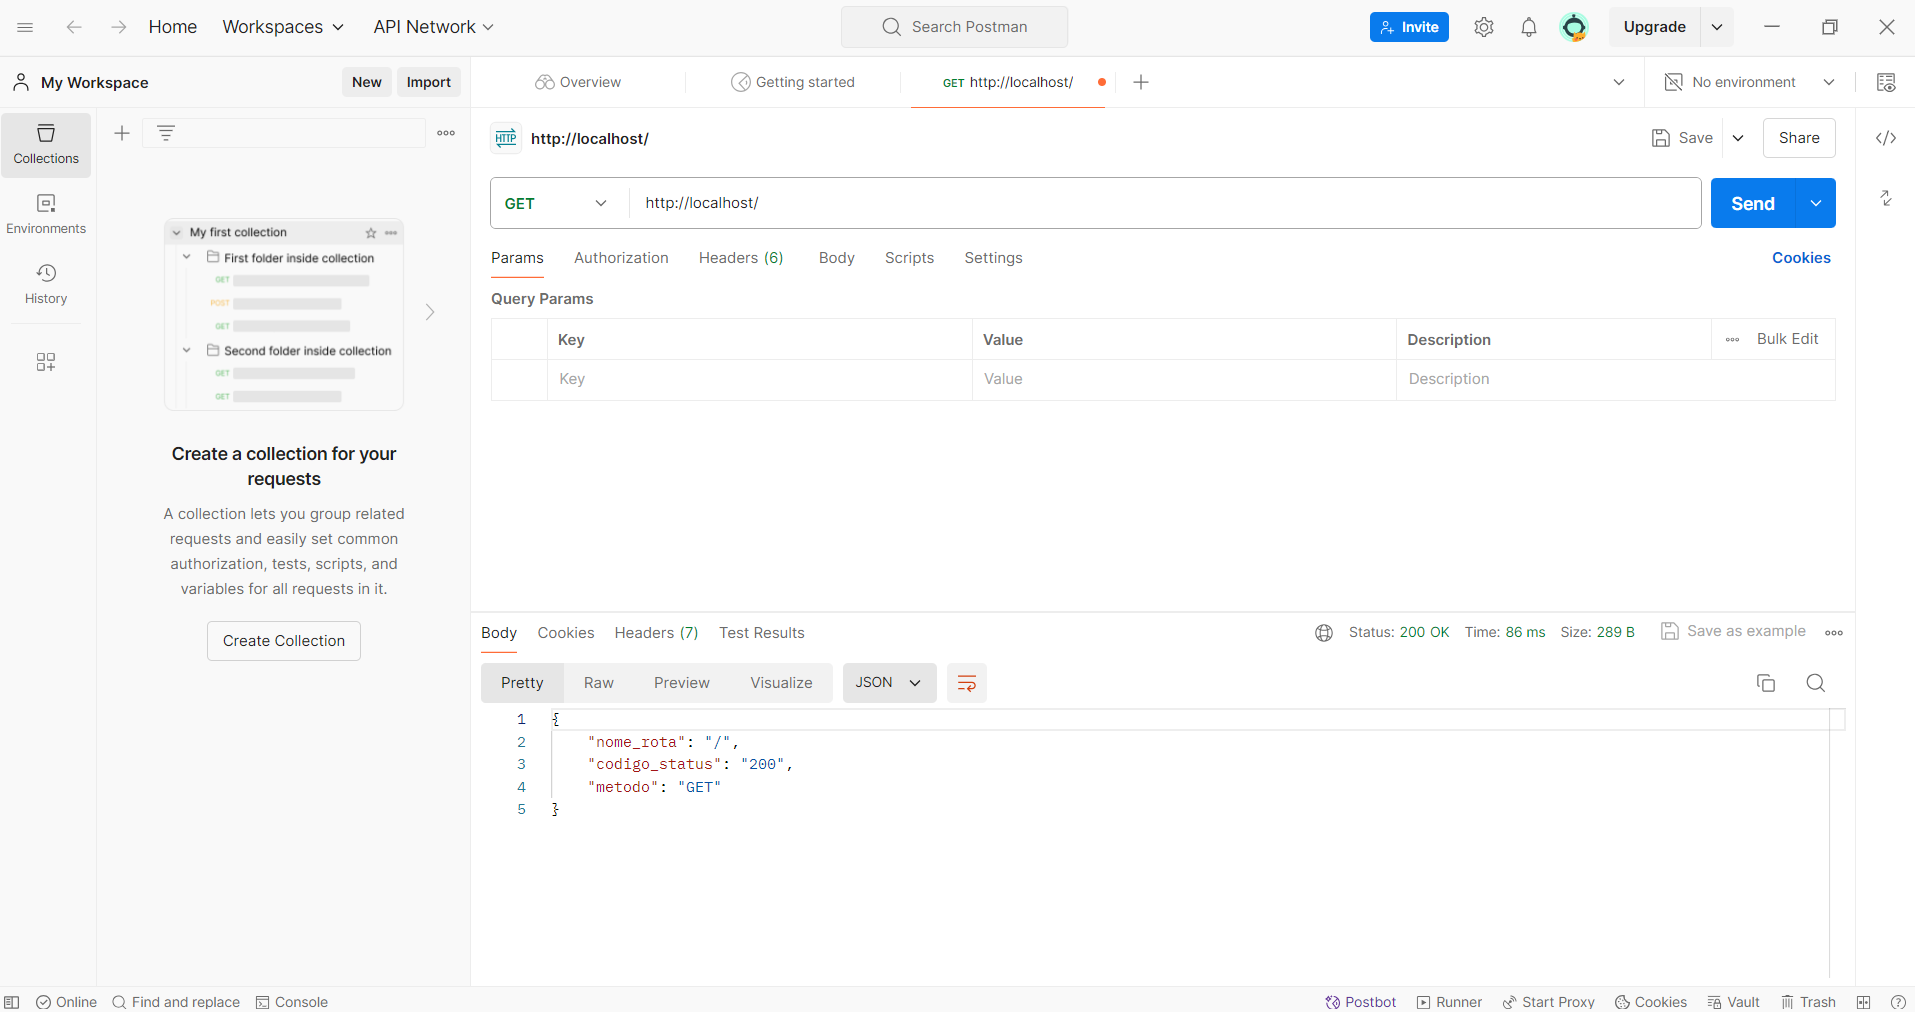 Home Workspaces API Network Search Postman Invite Upgrade
My Workspace New Import Overview Getting started GET http://localhost/ No environment
Collections
Environments
History
My first collection
First folder inside collection
GET
POST
GET
Second folder inside collection
GET
GET
Create a collection for your
requests
A collection lets you group related
requests and easily set common
authorization, tests, scripts, and
variables for all requests in it.
Create Collection
HTTP http://localhost/ Save Share
GET http://localhost/ Send
Params Authorization Headers (6) Body Scripts Settings Cookies
Query Params
Key Value Description Bulk Edit
Key Value Description
Body Cookies Headers (7) Test Results Status: 200 OK Time: 86 ms Size: 289 B Save as example
Pretty Raw Preview Visualize JSON
1 {
2 "nome_rota": "/",
3 "codigo_status": "200",
4 "metodo": "GET"
5 }
Online Find and replace Console Postbot Runner Start Proxy Cookies Vault Trash